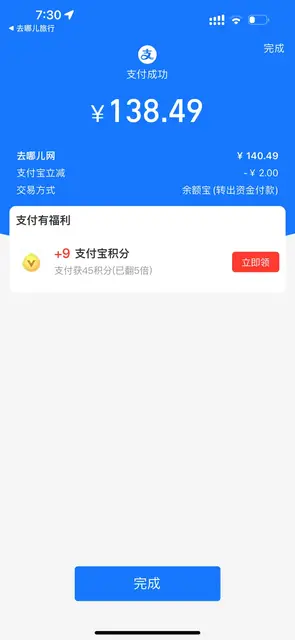 7:30
去哪儿旅行
完成
支付成功
¥138.49
去哪儿网 ¥ 140.49
支付宝立减 -¥ 2.00
交易方式 余额宝(转出资金付款)
支付有福利
+9 支付宝积分
支付获45积分(已翻5倍)
立即领
完成